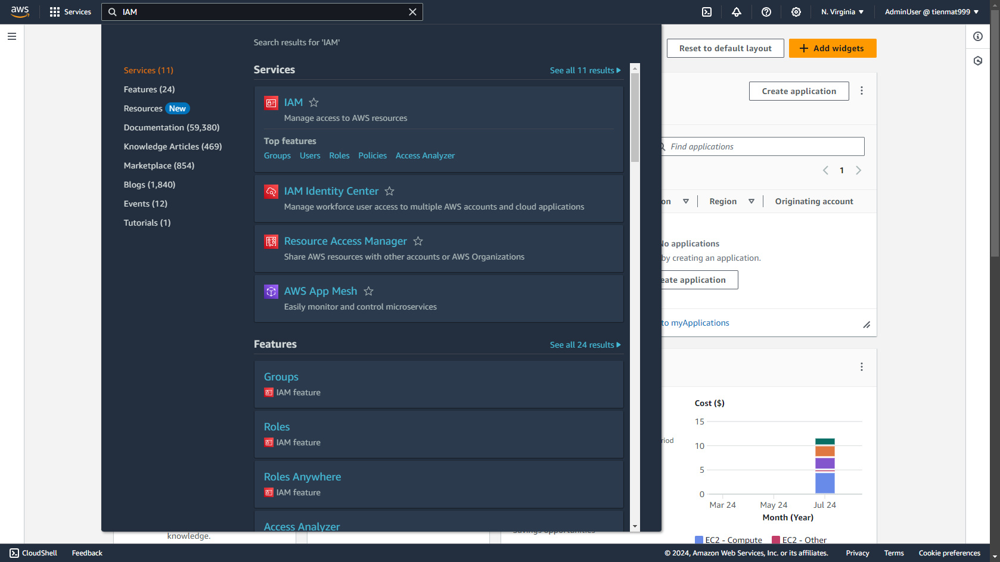 aws
Services
IAM
N. Virginia
AdminUser @ tienmat999
Search results for 'IAM'
Services (11)
Features (24)
Resources New
Documentation (59,380)
Knowledge Articles (469)
Marketplace (854)
Blogs (1,840)
Events (12)
Tutorials (1)
Services
See all 11 results
IAM
Manage access to AWS resources
Top features
Groups Users Roles Policies Access Analyzer
IAM Identity Center
Manage workforce user access to multiple AWS accounts and cloud applications
Resource Access Manager
Share AWS resources with other accounts or AWS Organizations
AWS App Mesh
Easily monitor and control microservices
Features
See all 24 results
Groups
IAM feature
Roles
IAM feature
Roles Anywhere
IAM feature
Access Analyzer
Reset to default layout
Add widgets
Create application
Find applications
1
on Region Originating account
No applications
by creating an application.
eate application
to myApplications
Cost ($)
riod
15
10
5
0
Mar 24 May 24 Jul 24
Month (Year)
EC2 - Compute EC2 - Other
knowledge.
Savings opportunities
CloudShell
Feedback
© 2024, Amazon Web Services, Inc. or its affiliates.
Privacy
Terms
Cookie preferences